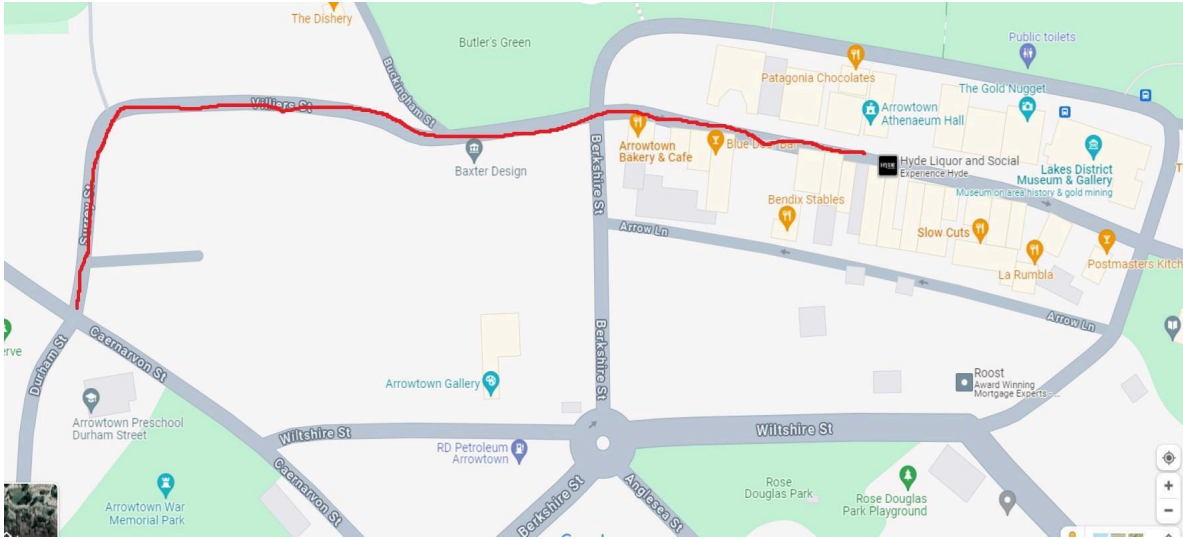 The Dishery
Butler's Green
Public toilets
Buckingham St
Patagonia Chocolates
The Gold Nugget
Villiers St
Arrowtown
Athenaeum Hall
Arrowtown
Bakery & Cafe
Baxter Design
Berkshire St
Hyde Liquor and Social
Experience Hyde
Lakes District
Museum & Gallery
Museum on area history & gold mining
Bendix Stables
Surrey St
Arrow Ln
Slow Cuts
La Rumbla
Postmasters Kitch
Arrow Ln
Berkshire St
Durham St
Caernarvon St
Arrowtown Gallery
Roost
Award Winning
Mortgage Experts - ...
Arrowtown Preschool
Durham Street
Wiltshire St
Wiltshire St
RD Petroleum
Arrowtown
Caernarvon St
Arrowtown War
Memorial Park
Berkshire St
Anglesea St
Rose
Douglas Park
Rose Douglas
Park Playground